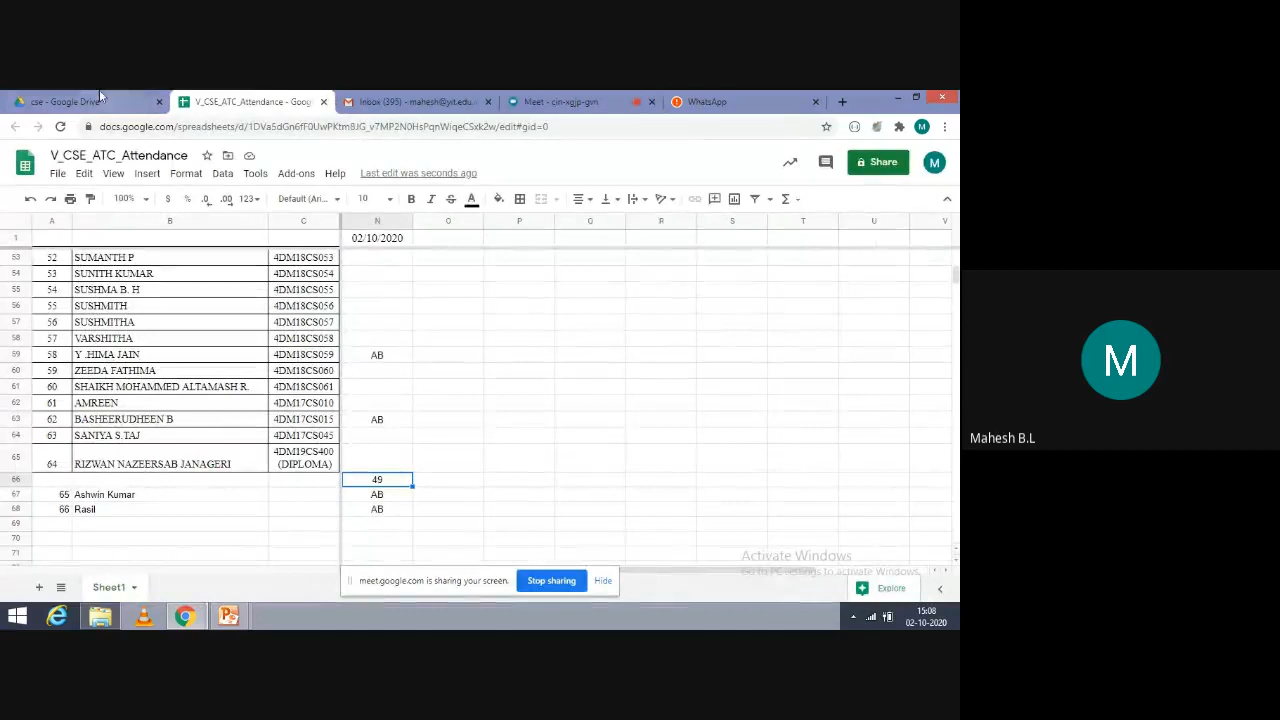 cse - Google Drive
V_CSE_ATC_Attendance - Goog
Inbox (395) - mahesh@yit.edu.
Meet - cin-xgjp-gvn
WhatsApp
docs.google.com/spreadsheets/d/1DVa5dGn6fF0UwPKtm8JG_v7MP2N0HsPqnWiqeCSxk2w/edit#gid=0
M
V_CSE_ATC_Attendance
Share
M
File Edit View Insert Format Data Tools Add-ons Help Last edit was seconds ago
100% $ % .0 .00 123 Default (Ari... 10 B I S A
A B C N O P Q R S T U V
1 02/10/2020
53 52 SUMANTH P 4DM18CS053
54 53 SUNITH KUMAR 4DM18CS054
55 54 SUSHMA B. H 4DM18CS055
56 55 SUSHMITH 4DM18CS056
57 56 SUSHMITHA 4DM18CS057
58 57 VARSHITHA 4DM18CS058
59 58 Y .HIMA JAIN 4DM18CS059 AB
60 59 ZEEDA FATHIMA 4DM18CS060
61 60 SHAIKH MOHAMMED ALTAMASH R. 4DM18CS061
62 61 AMREEN 4DM17CS010
63 62 BASHEERUDHEEN B 4DM17CS015 AB
64 63 SANIYA S.TAJ 4DM17CS045
65 64 RIZWAN NAZEERSAB JANAGERI 4DM19CS400 (DIPLOMA)
66 49
67 65 Ashwin Kumar AB
68 66 Rasil AB
69
70
71
Activate Windows
Go to PC settings to activate Windows.
meet.google.com is sharing your screen. Stop sharing Hide
Sheet1
Explore
15:08
02-10-2020
M
Mahesh B.L